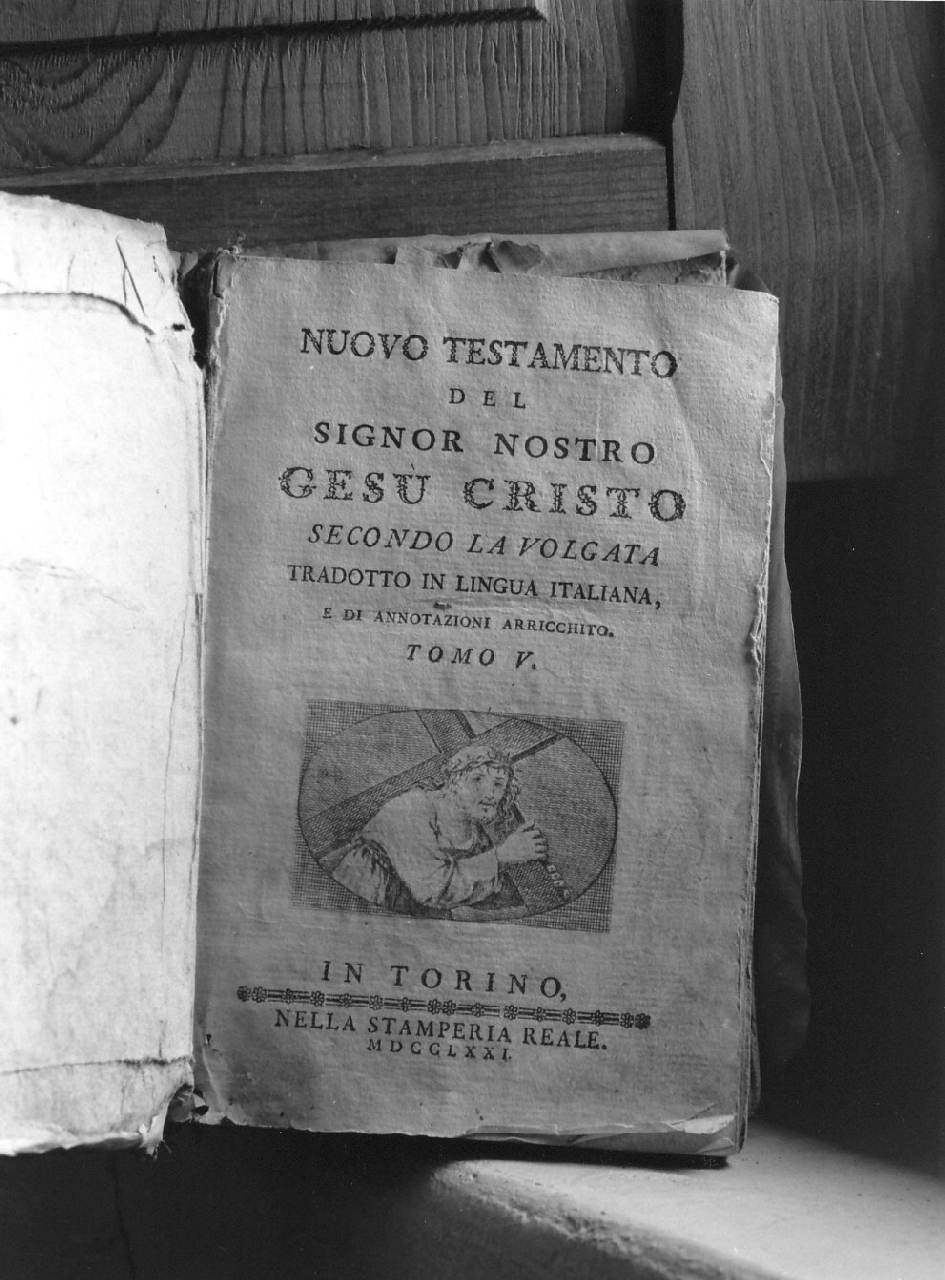 NUOVO TESTAMENTO
DEL
SIGNOR NOSTRO
GESÙ CRISTO
SECONDO LA VOLGATA
TRADOTTO IN LINGUA ITALIANA,
E DI ANNOTAZIONI ARRICCHITO.
TOMO V.
IN TORINO,
NELLA STAMPERIA REALE.
MDCCLXXI.